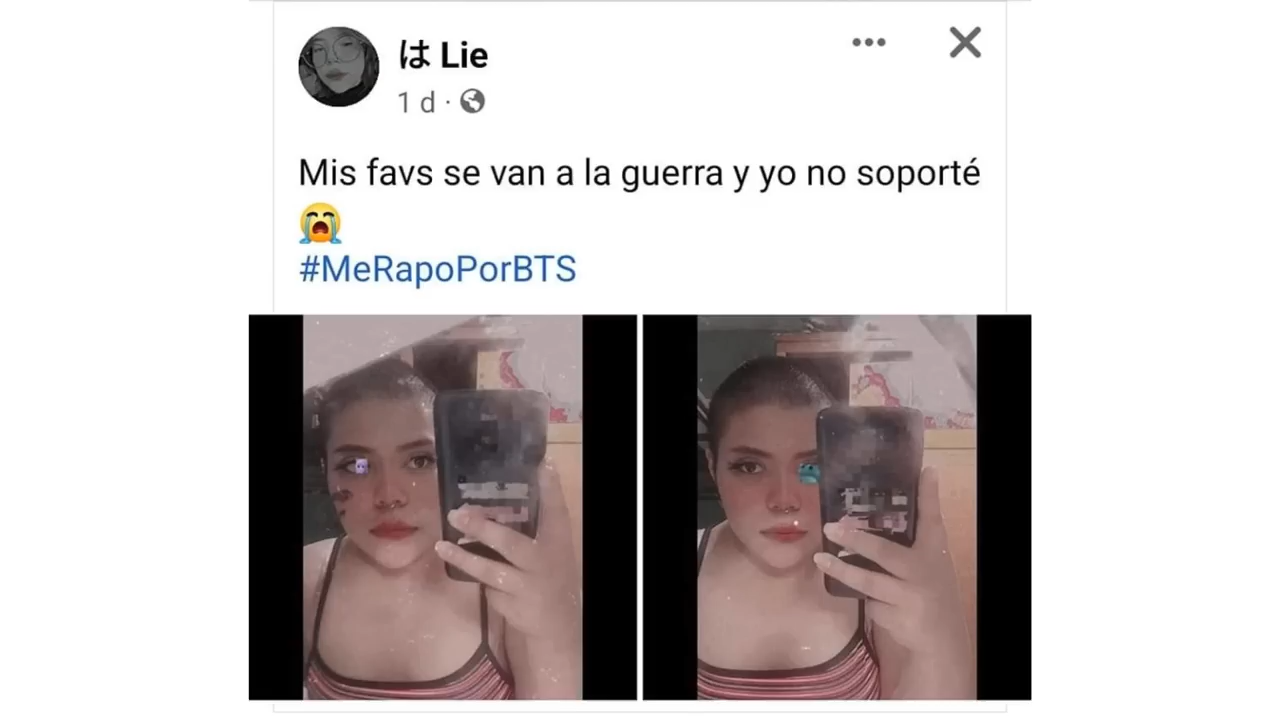 は Lie
1 d ·
Mis favs se van a la guerra y yo no soporté
😭
#MeRapoPorBTS